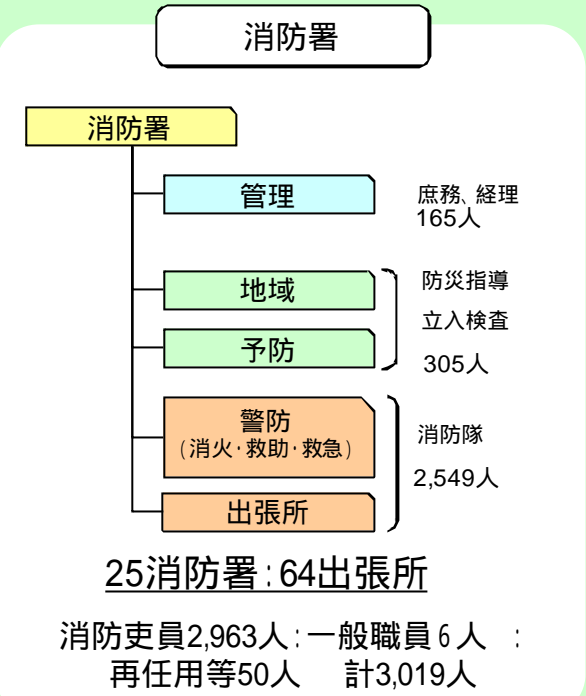 消防署
消防署
管理
庶務、経理
165人
地域
防災指導
立入検査
予防
305人
警防
(消火・救助・救急)
消防隊
2,549人
出張所
25消防署:64出張所
消防吏員2,963人:一般職員6人 :
再任用等50人 計3,019人